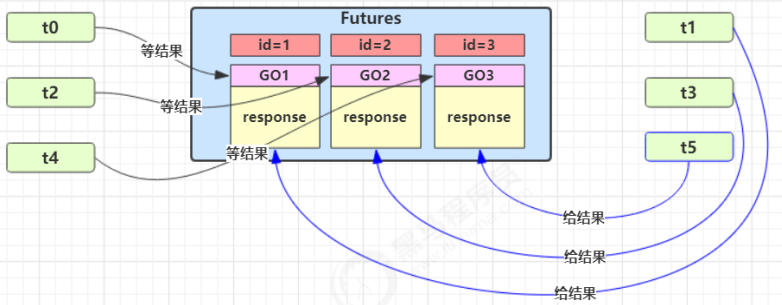 Futures
t0
t1
等结果
id=1
id=2
id=3
GO1
GO2
GO3
t2
t3
等结果
response
response
response
t4
等结果
t5
给结果
给结果
给结果